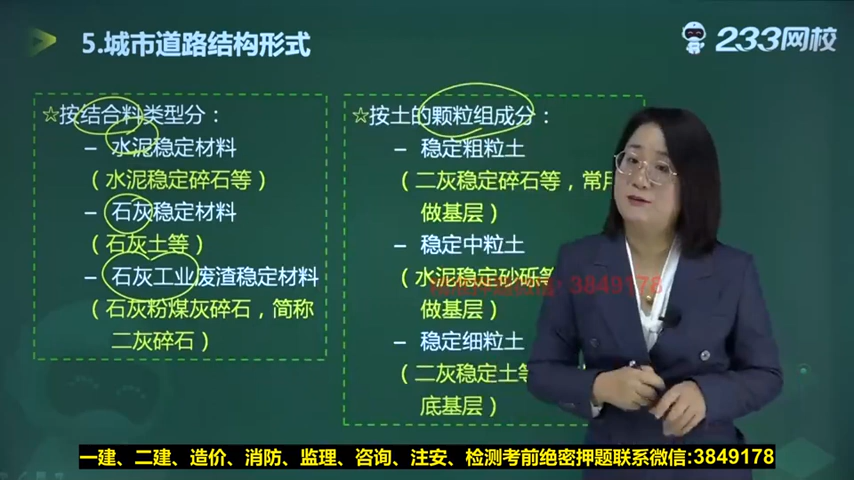 5.城市道路结构形式
233网校
☆按结合料类型分：
– 水泥稳定材料
（水泥稳定碎石等）
– 石灰稳定材料
（石灰土等）
– 石灰工业废渣稳定材料
（石灰粉煤灰碎石，简称
二灰碎石）
☆按土的颗粒组成分：
– 稳定粗粒土
（二灰稳定碎石等，常用
做基层）
– 稳定中粒土
（水泥稳定砂砾等
做基层）
– 稳定细粒土
（二灰稳定土等
底基层）
3849178
一建、二建、造价、消防、监理、咨询、注安、检测考前绝密押题联系微信:3849178